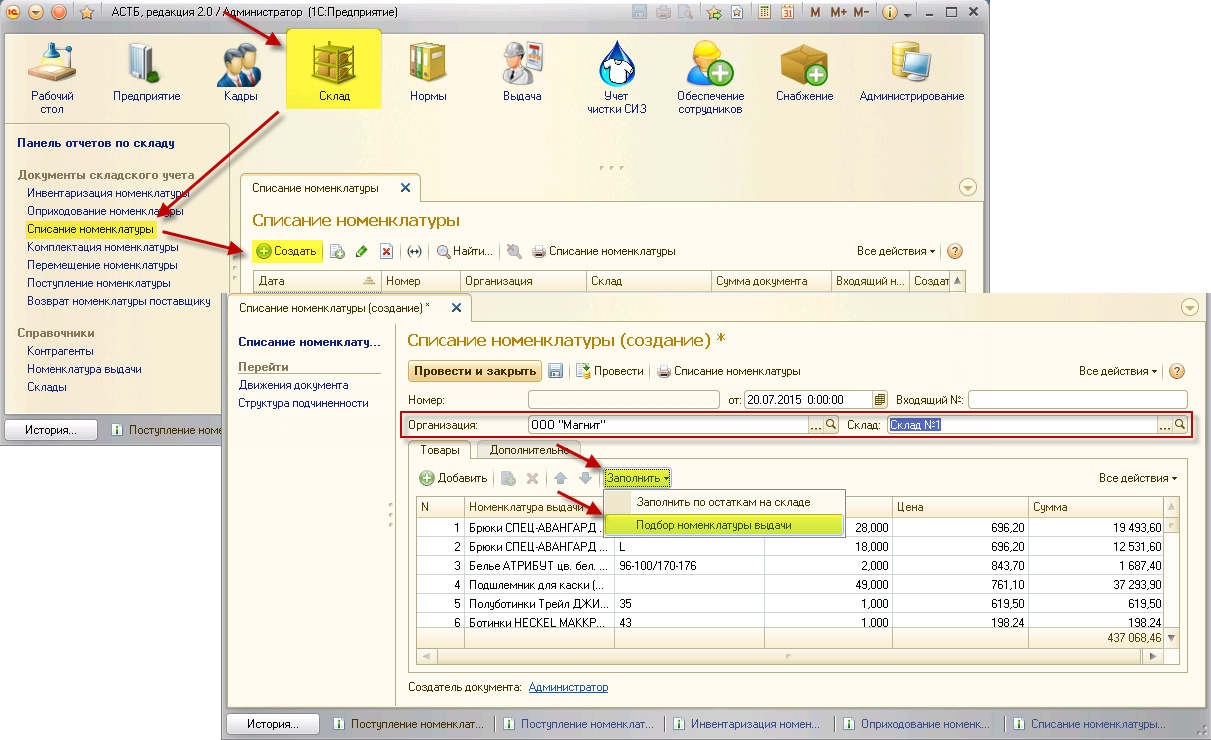 АСТБ, редакция 2.0 / Администратор (1С:Предприятие)
M M+ M-
Рабочий стол
Предприятие
Кадры
Склад
Нормы
Выдача
Учет чистки СИЗ
Обеспечение сотрудников
Снабжение
Администрирование
Панель отчетов по складу
Документы складского учета
Инвентаризация номенклатуры
Оприходование номенклатуры
Списание номенклатуры
Комплектация номенклатуры
Перемещение номенклатуры
Поступление номенклатуры
Возврат номенклатуры поставщику
Справочники
Контрагенты
Номенклатура выдачи
Склады
История...
Поступление номе
Списание номенклатуры
Списание номенклатуры
Создать Найти... Списание номенклатуры Все действия
Дата Номер Организация Склад Сумма документа Входящий н... Создат
Списание номенклатуры (создание) *
Списание номенклату...
Перейти
Движения документа
Структура подчиненности
Списание номенклатуры (создание) *
Провести и закрыть Провести Списание номенклатуры Все действия
Номер: от: 20.07.2015 0:00:00 Входящий №:
Организация: ООО "Магнит" ... Склад: Склад №1 ...
Товары Дополнительно
Добавить Заполнить Все действия
Заполнить по остаткам на складе
Подбор номенклатуры выдачи
N Номенклатура выдачи Цена Сумма
1 Брюки СПЕЦ-АВАНГАРД ... 28,000 696,20 19 493,60
2 Брюки СПЕЦ-АВАНГАРД ... L 18,000 696,20 12 531,60
3 Белье АТРИБУТ цв. бел. ... 96-100/170-176 2,000 843,70 1 687,40
4 Подшлемник для каски (... 49,000 761,10 37 293,90
5 Полуботинки Трейл ДЖИ... 35 1,000 619,50 619,50
6 Ботинки HECKEL МАККР... 43 1,000 198,24 198,24
437 068,46
Создатель документа: Администратор
История...
Поступление номенклат...
Поступление номенклат...
Инвентаризация номен...
Оприходование номенк...
Списание номенклатуры...